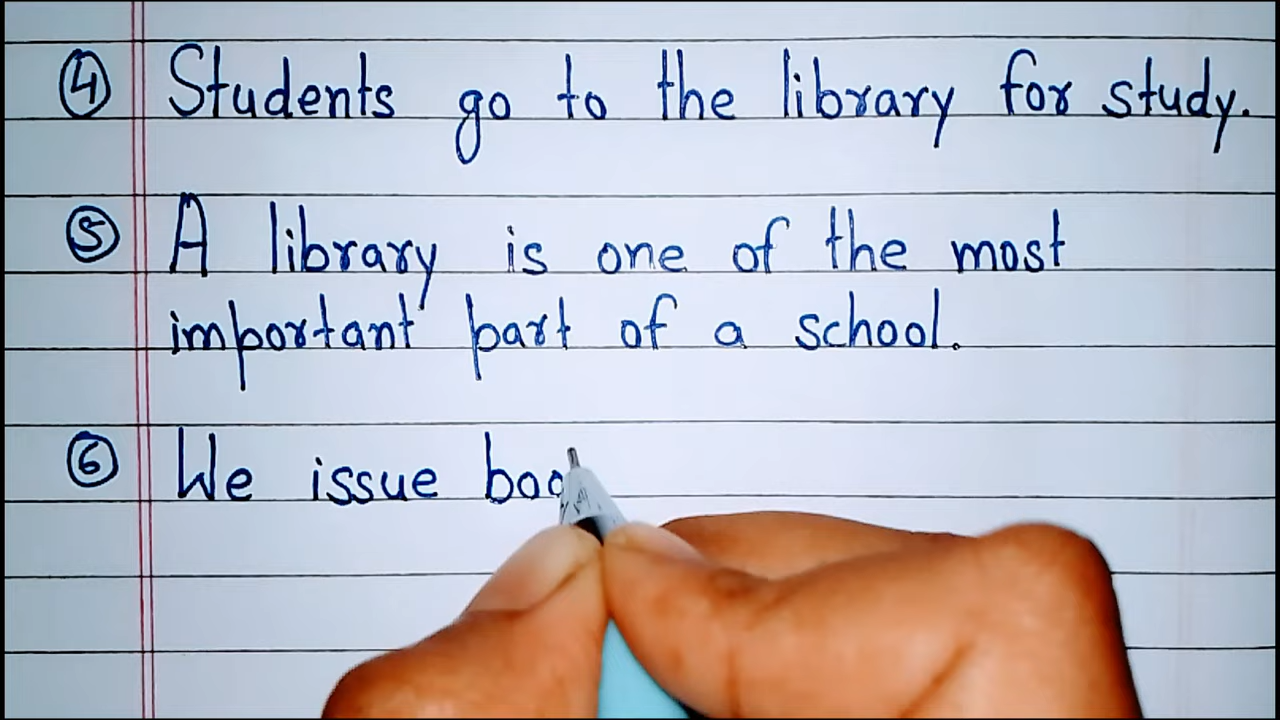 ④ Students go to the library for study.
⑤ A library is one of the most
important part of a school.
⑥ We issue boo